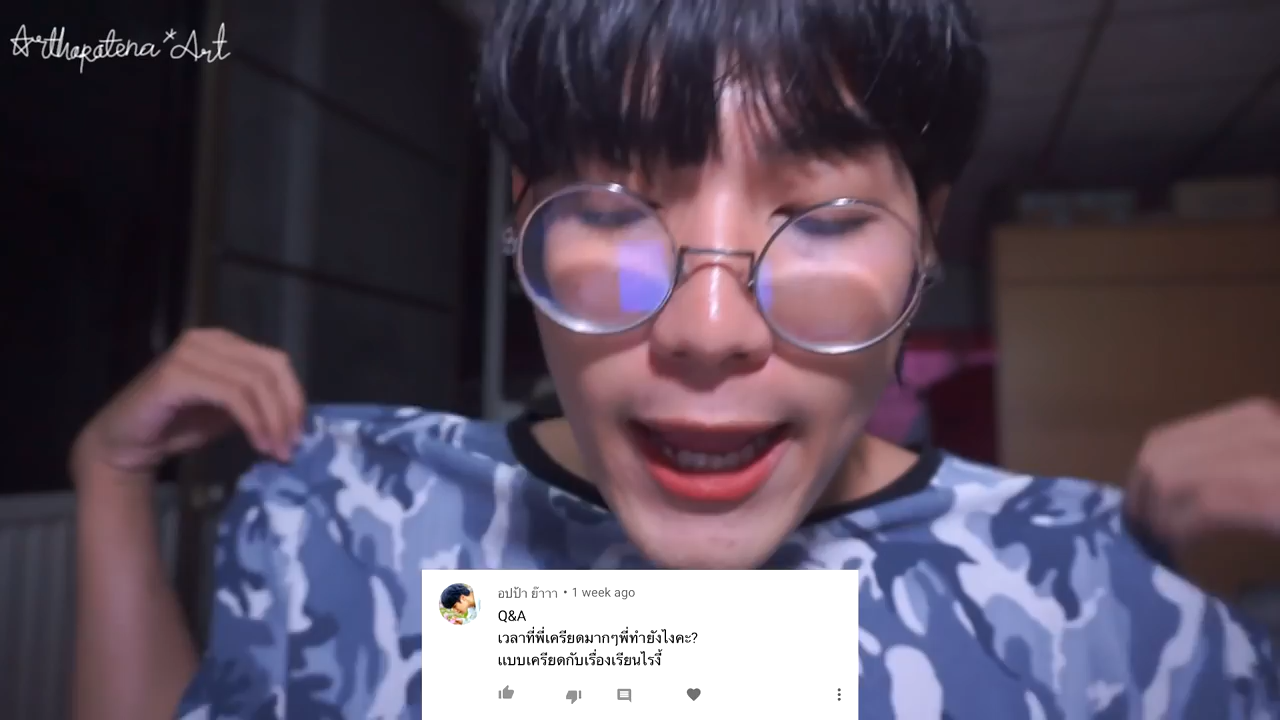 Arthapatena*Art
อปป้า ย๊าาา • 1 week ago
Q&A
เวลาที่พี่เครียดมากๆพี่ทำยังไงคะ?
แบบเครียดกับเรื่องเรียนไรงี้